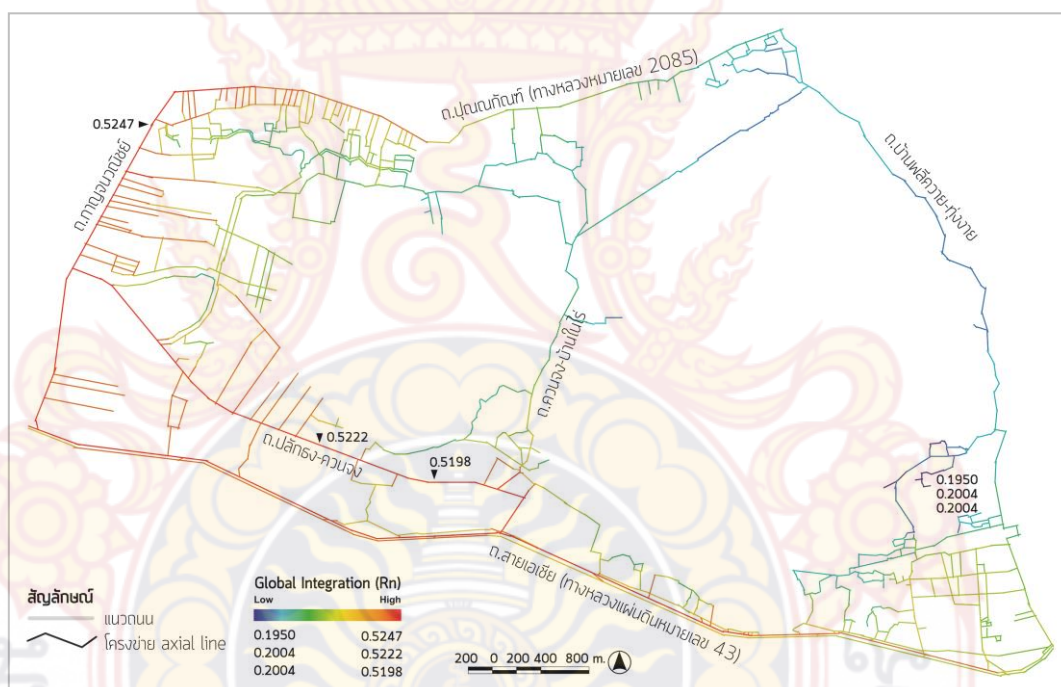 ถ.ปุณณกัณฑ์ (ทางหลวงหมายเลข 2085)
0.5247
ถ.กาญจนวณิชย์
ถ.บ้านพลีควาย-ทุ่งงาย
ถ.ควนจง-บ้านในไร่
0.5222
ถ.ปลักธง-ควนจง
0.5198
0.1950
0.2004
0.2004
ถ.สายเอเชีย (ทางหลวงแผ่นดินหมายเลข 43)
สัญลักษณ์
แนวถนน
โครงข่าย axial line
Global Integration (Rn)
Low High
0.1950 0.5247
0.2004 0.5222
0.2004 0.5198
200 0 200 400 800 m.